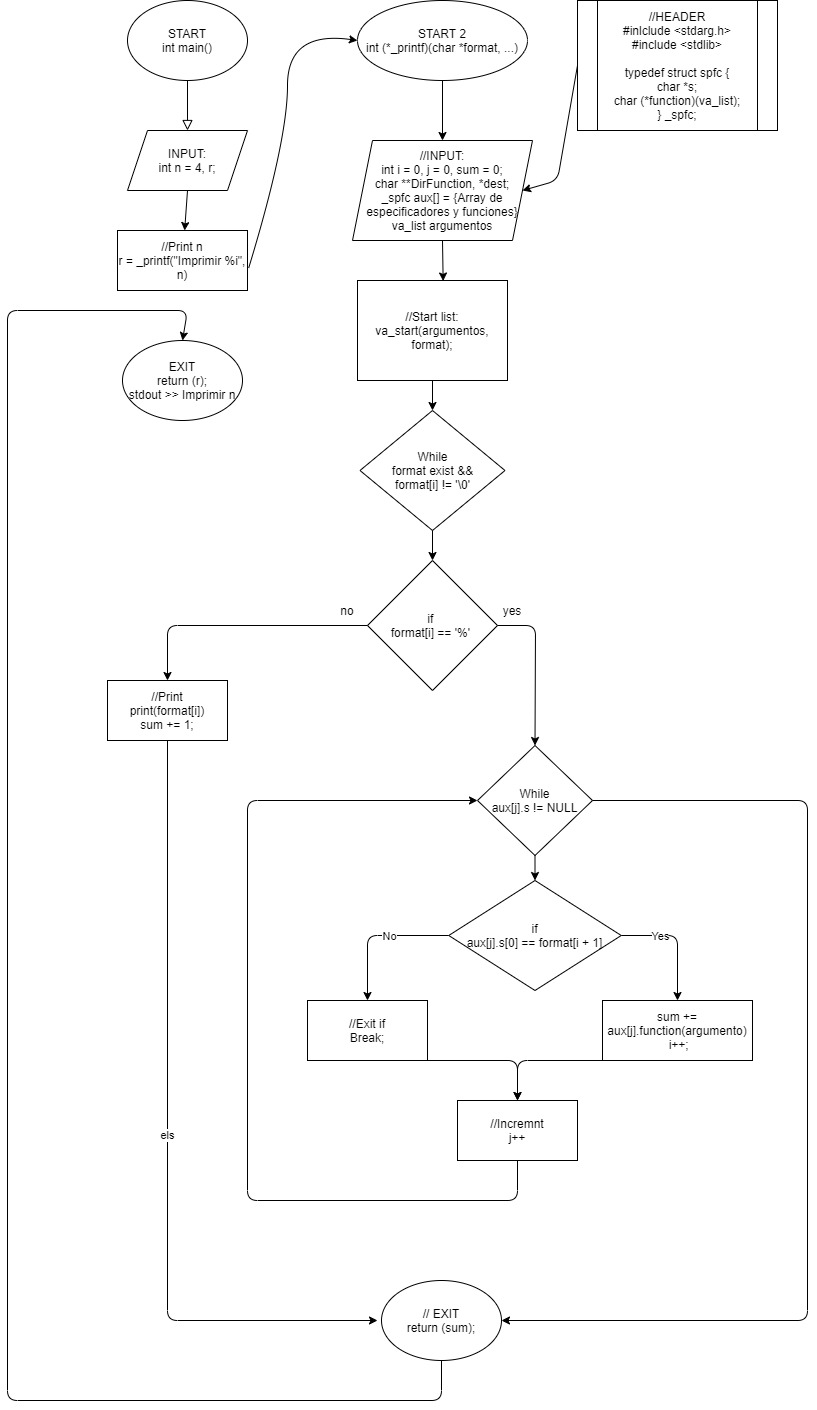 START
int main()
START 2
int (*_printf)(char *format, ...)
//HEADER
#inlclude <stdarg.h>
#include <stdlib>
typedef struct spfc {
char *s;
char (*function)(va_list);
} _spfc;
INPUT:
int n = 4, r;
//INPUT:
int i = 0, j = 0, sum = 0;
char **DirFunction, *dest;
_spfc aux[] = {Array de
especificadores y funciones}
va_list argumentos
//Print n
r = _printf("Imprimir %i",
n)
//Start list:
va_start(argumentos,
format);
EXIT
return (r);
stdout >> Imprimir n
While
format exist &&
format[i] != '\0'
if
format[i] == '%'
no
yes
//Print
print(format[i])
sum += 1;
While
aux[j].s != NULL
if
aux[j].s[0] == format[i + 1]
No
Yes
//Exit if
Break;
sum +=
aux[j].function(argumento)
i++;
//Incremnt
j++
els
// EXIT
return (sum);